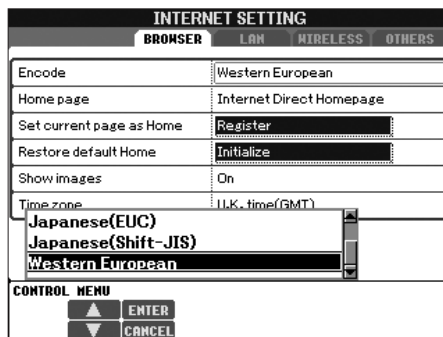 INTERNET SETTING
BROWSER LAN WIRELESS OTHERS
Encode Western European
Home page Internet Direct Homepage
Set current page as Home Register
Restore default Home Initialize
Show images On
Time zone U.K. time(GMT)
Japanese(EUC)
Japanese(Shift-JIS)
Western European
CONTROL MENU
ENTER
CANCEL